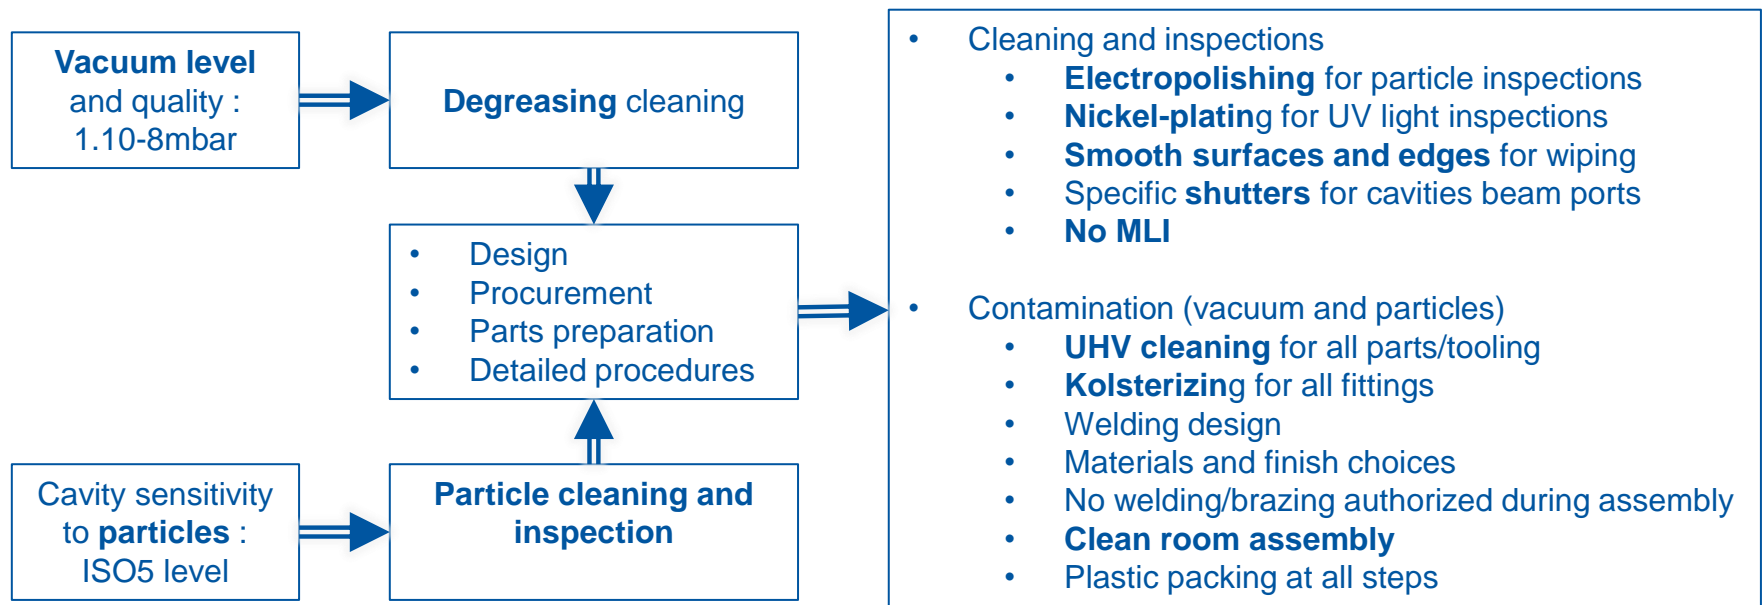 Vacuum level
and quality :
1.10-8mbar
Degreasing cleaning
• Design
• Procurement
• Parts preparation
• Detailed procedures
Cavity sensitivity
to particles :
ISO5 level
Particle cleaning and
inspection
• Cleaning and inspections
• Electropolishing for particle inspections
• Nickel-plating for UV light inspections
• Smooth surfaces and edges for wiping
• Specific shutters for cavities beam ports
• No MLI
• Contamination (vacuum and particles)
• UHV cleaning for all parts/tooling
• Kolsterizing for all fittings
• Welding design
• Materials and finish choices
• No welding/brazing authorized during assembly
• Clean room assembly
• Plastic packing at all steps